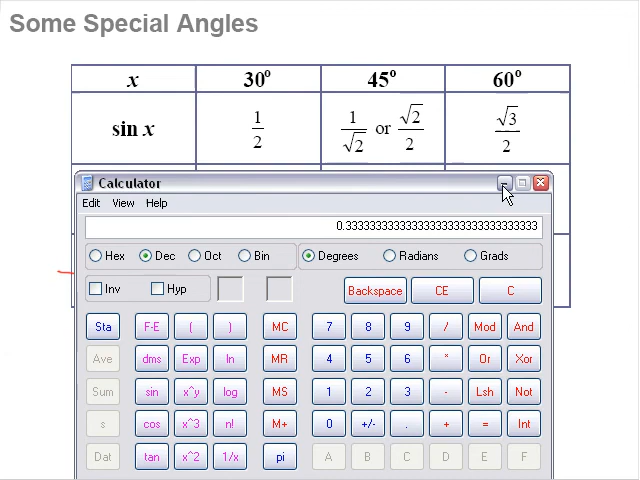 Some Special Angles
x 30º 45º 60º
sin x 1/2 1/√2 or √2/2 √3/2
Calculator
Edit View Help
0.33333333333333333333333333333333
Hex Dec Oct Bin Degrees Radians Grads
Inv Hyp Backspace CE C
Sta F-E ( ) MC 7 8 9 / Mod And
Ave dms Exp ln MR 4 5 6 * Or Xor
Sum sin x^y log MS 1 2 3 - Lsh Not
s cos x^3 n! M+ 0 +/- . + = Int
Dat tan x^2 1/x pi A B C D E F